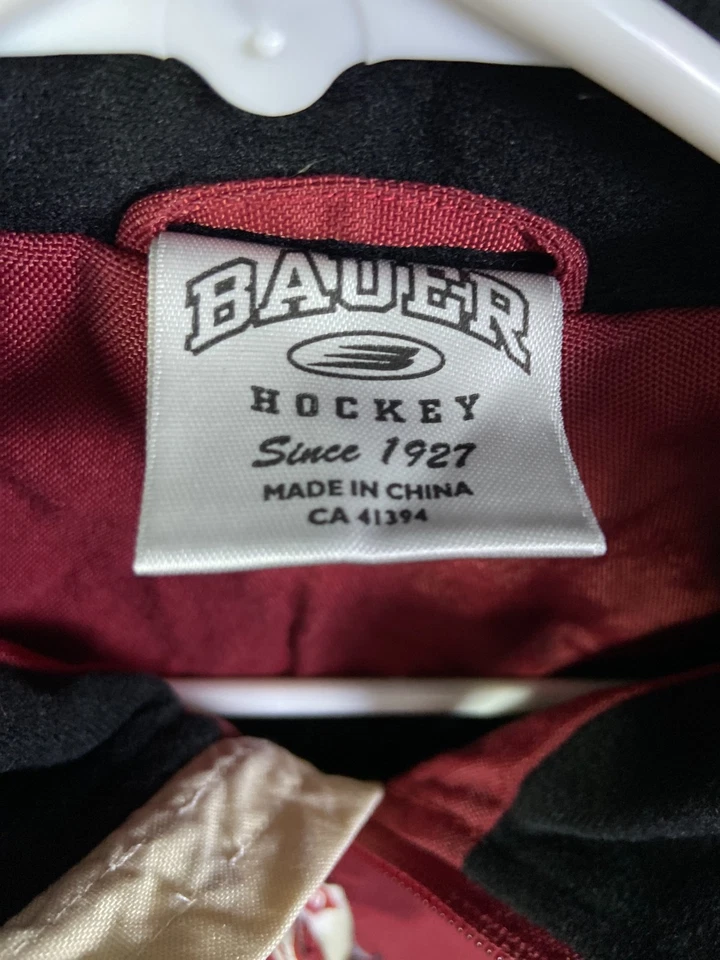 BAUER
HOCKEY
Since 1927
MADE IN CHINA
CA 41394